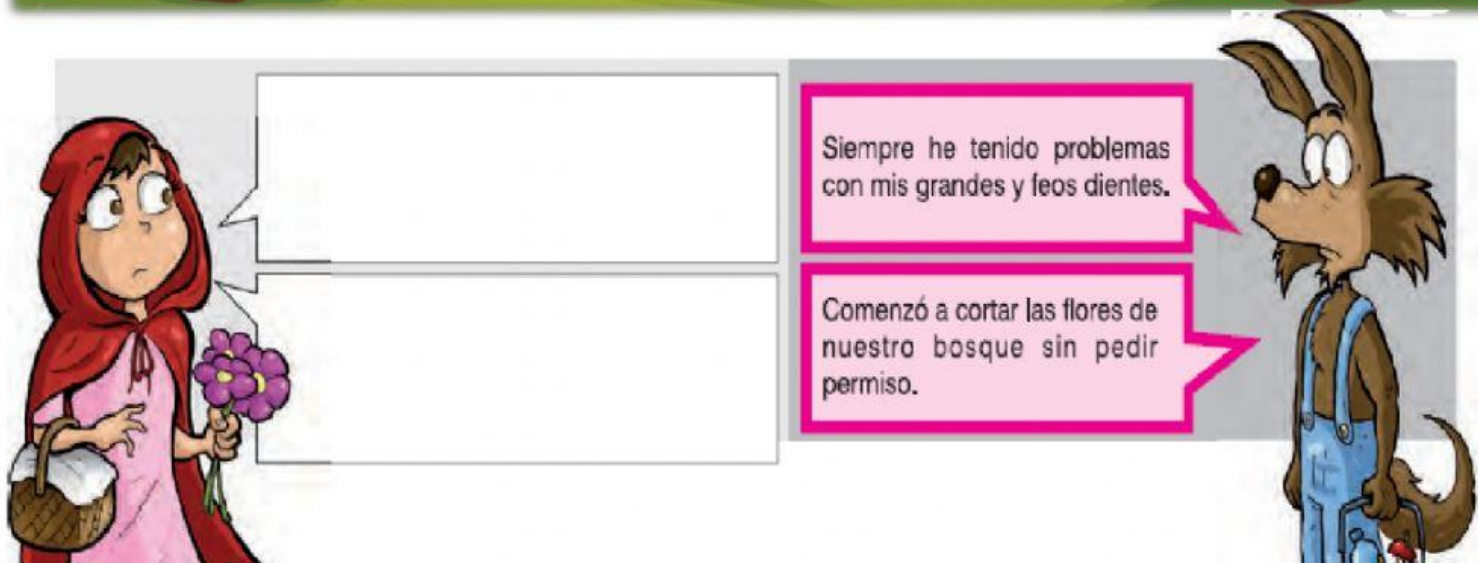 Siempre he tenido problemas
con mis grandes y feos dientes.
Comenzó a cortar las flores de
nuestro bosque sin pedir
permiso.